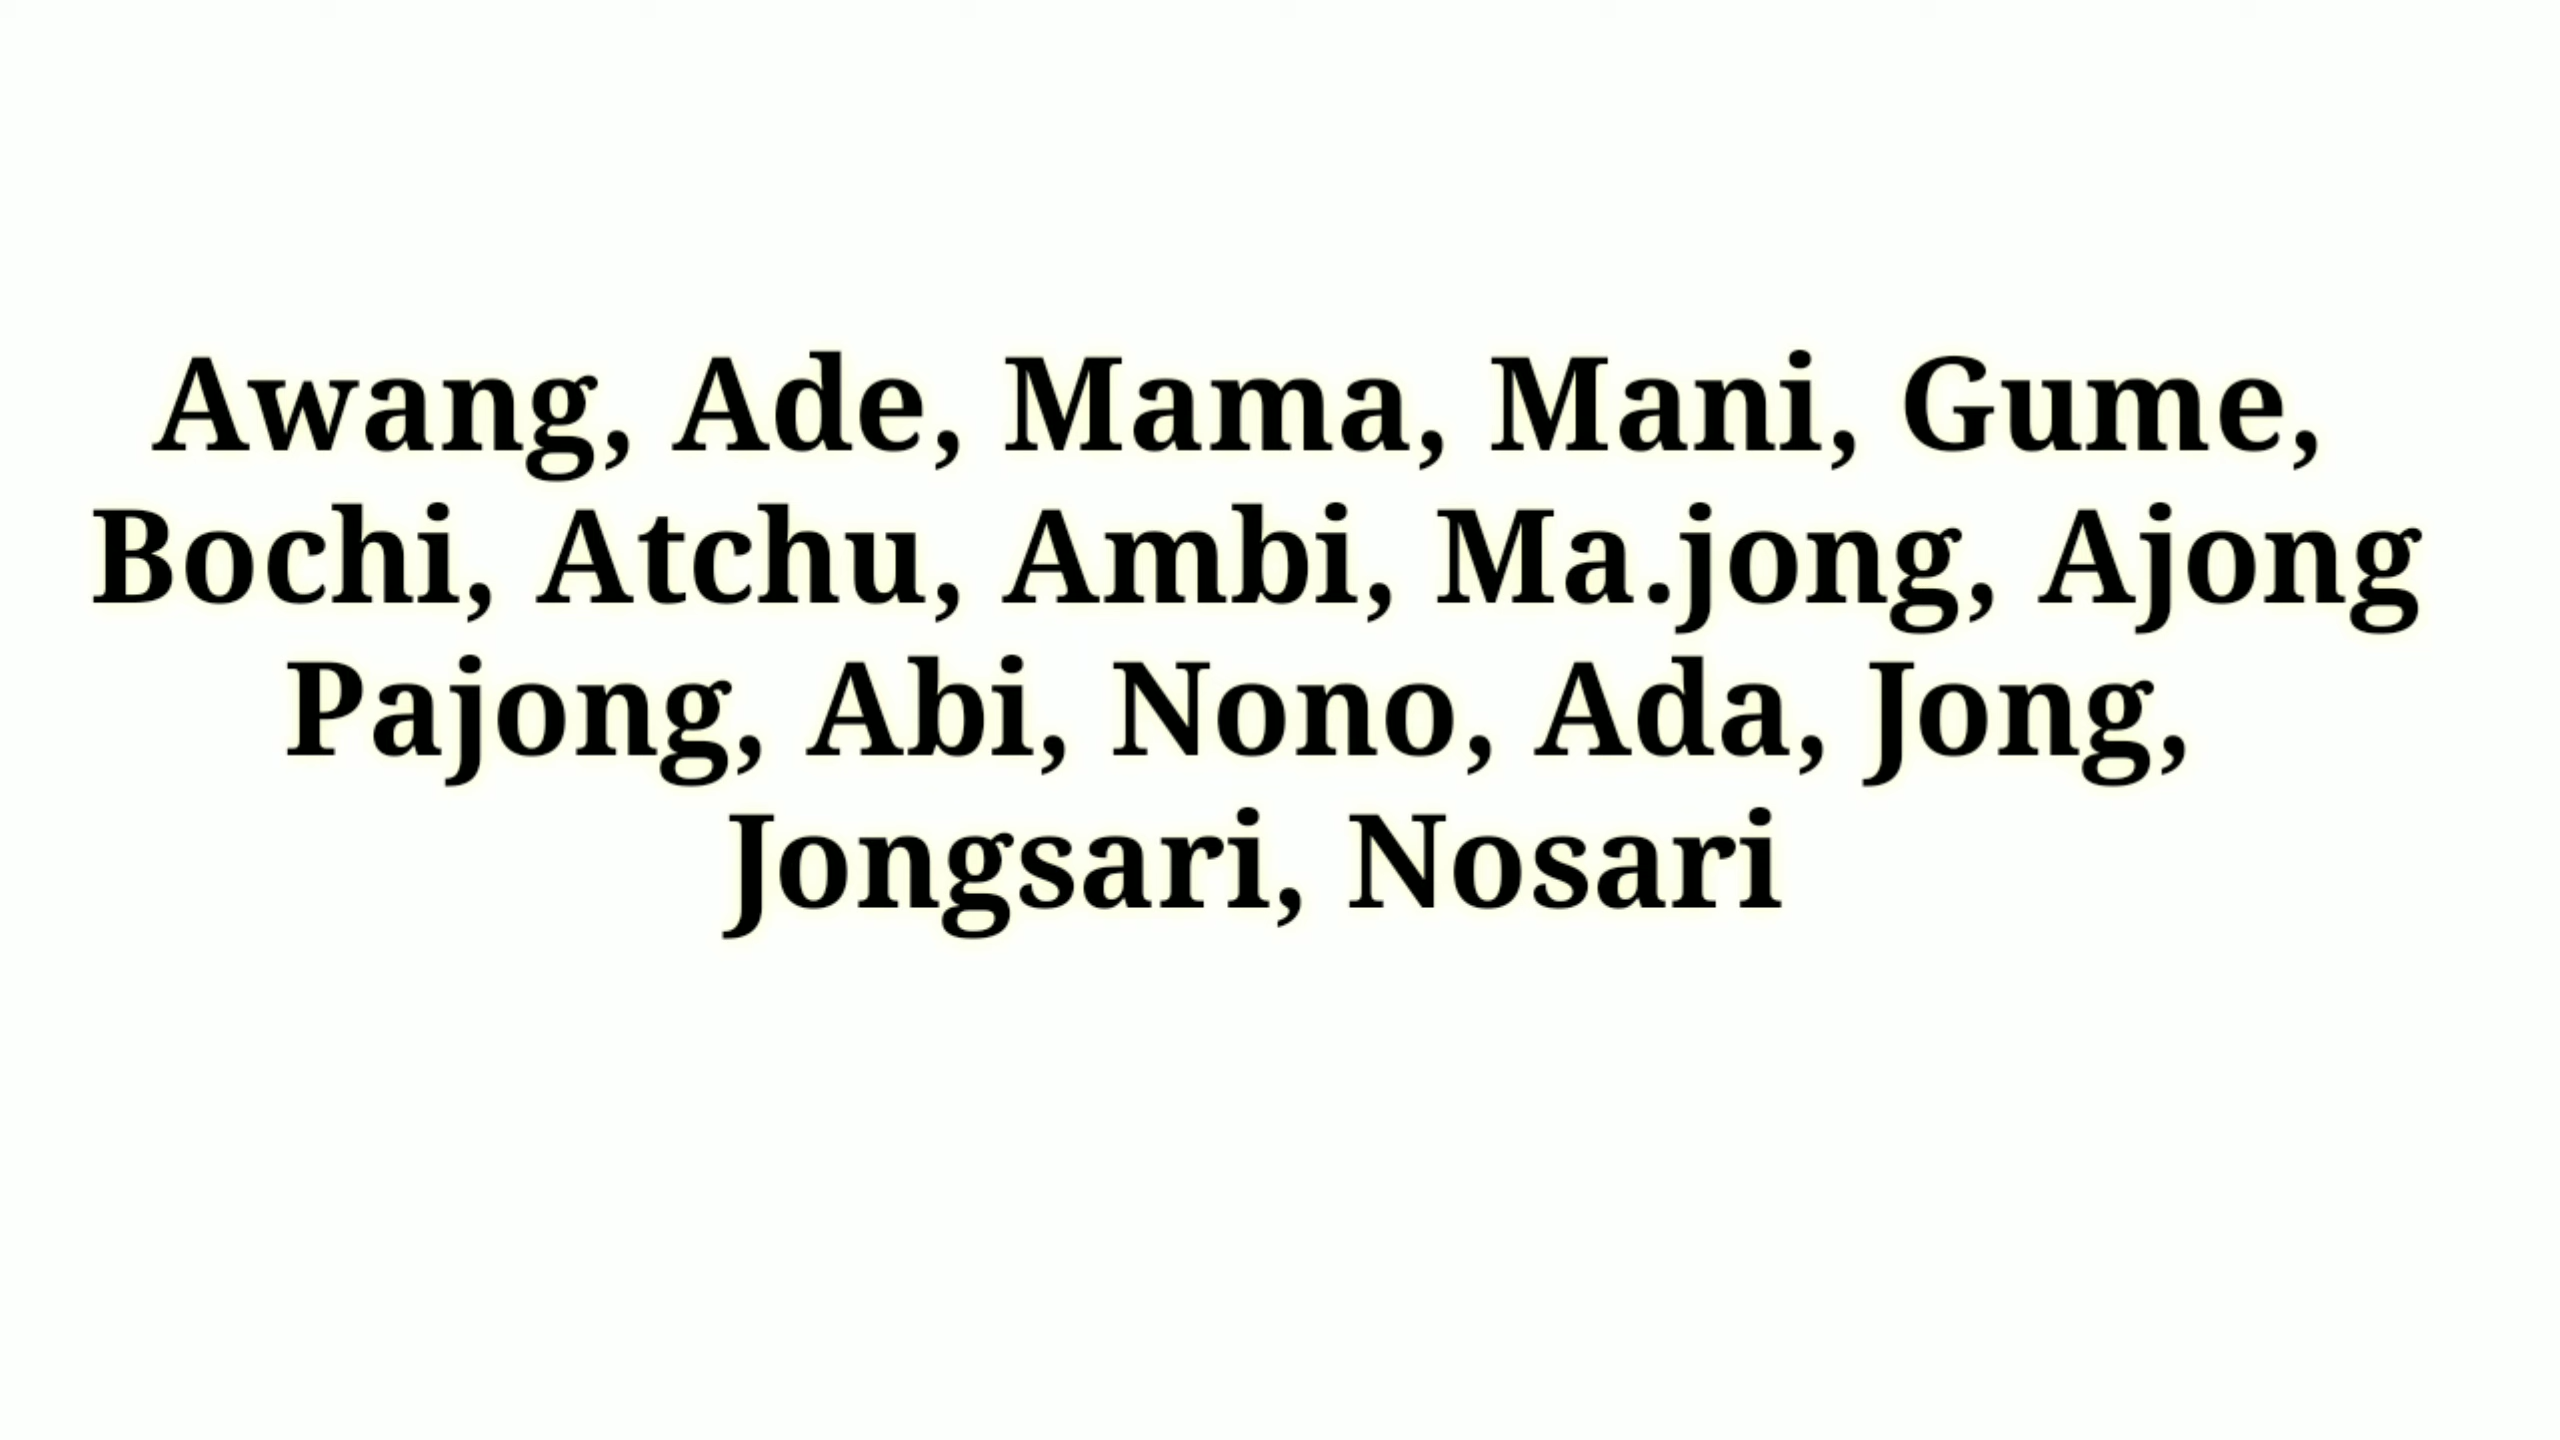 Awang, Ade, Mama, Mani, Gume,
Bochi, Atchu, Ambi, Ma.jong, Ajong
Pajong, Abi, Nono, Ada, Jong,
Jongsari, Nosari